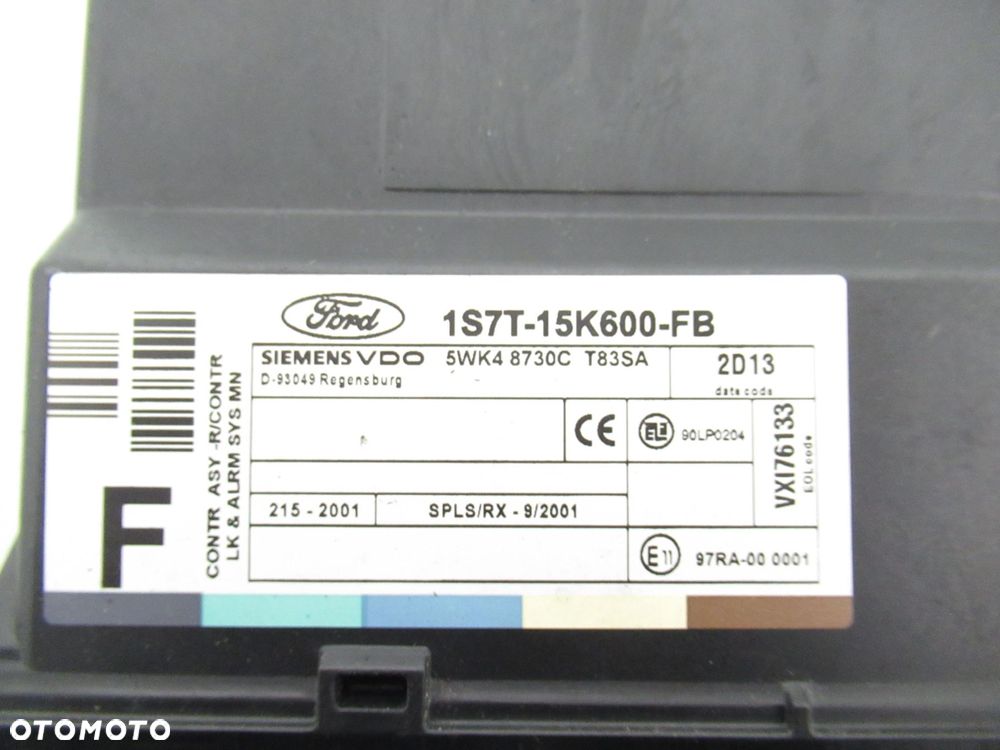 Ford
1S7T-15K600-FB
SIEMENS VDO 5WK4 8730C T83SA
D-93049 Regensburg
2D13
date code
CONTR ASY -R/CONTR
LK & ALRM SYS MN
CE
90LP0204
VXI76133
EOL code
215 - 2001
SPLS/RX - 9/2001
F
E11
97RA-00 0001
OTOMOTO